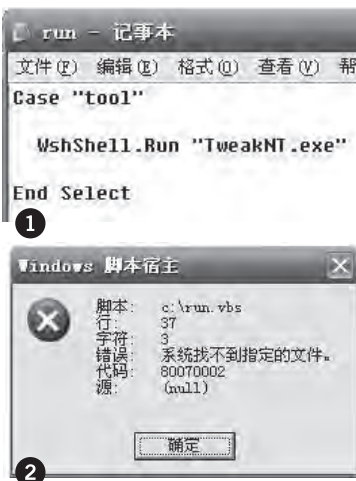 run - 记事本
文件(F) 编辑(E) 格式(O) 查看(V) 帮
Case "tool"
WshShell.Run "TweakNT.exe"
End Select
1
Windows 脚本宿主
脚本: c:\run.vbs
行: 37
字符: 3
错误: 系统找不到指定的文件。
代码: 80070002
源: (null)
确定
2